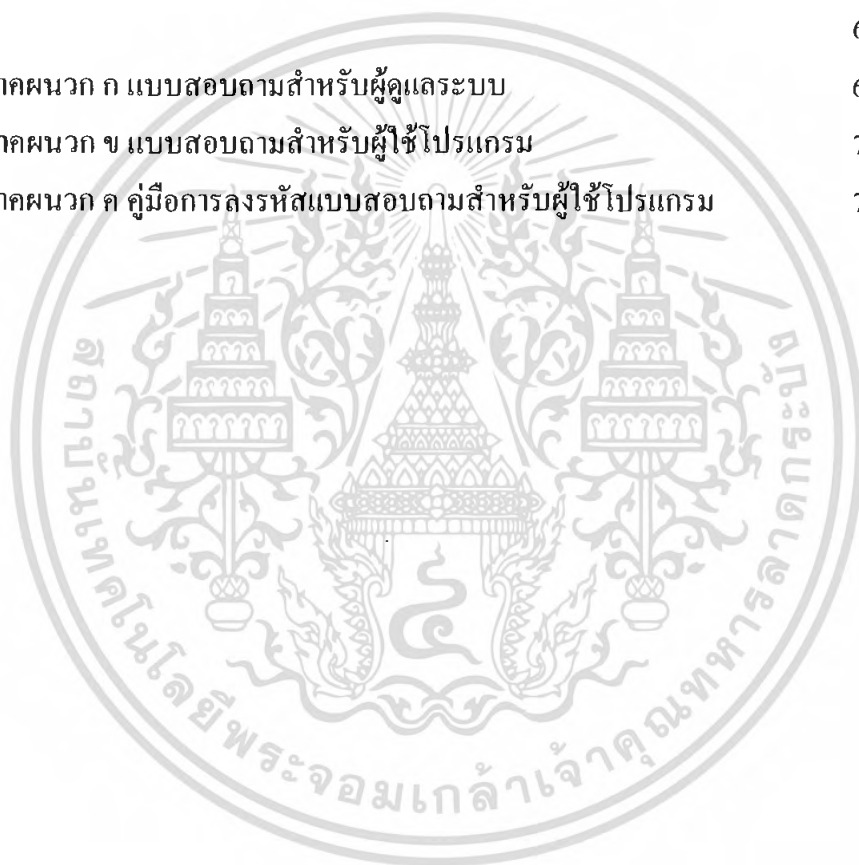 าคผนวก ก แบบสอบถามสำหรับผู้ดูแลระบบ
าคผนวก ข แบบสอบถามสำหรับผู้ใช้โปรแกรม
าคผนวก ค คู่มือการลงรหัสแบบสอบถามสำหรับผู้ใช้โปรแกรม
สถาบันเทคโนโลยีพระจอมเกล้าเจ้าคุณทหารลาดกระบัง